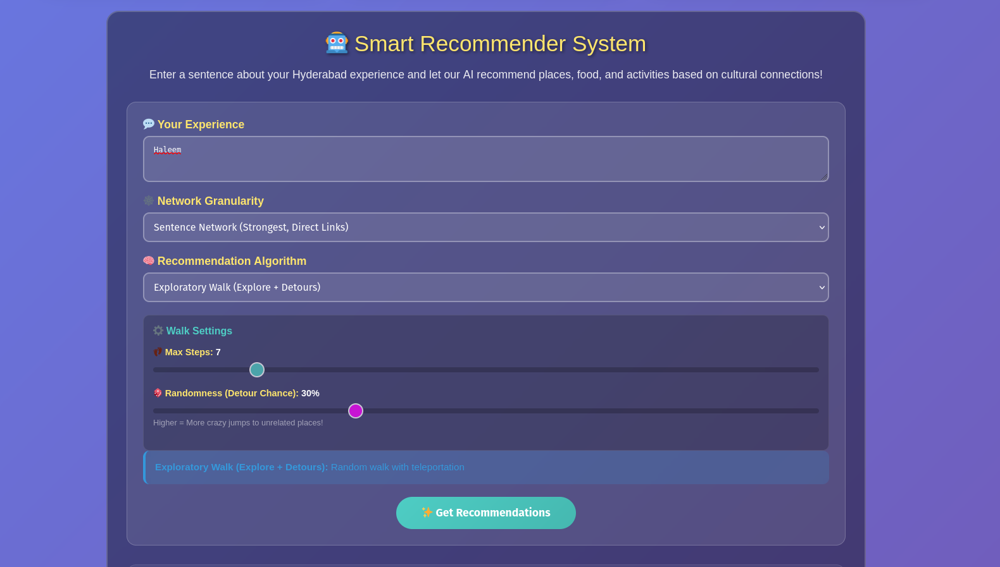 Smart Recommender System
Enter a sentence about your Hyderabad experience and let our AI recommend places, food, and activities based on cultural connections!
Your Experience
Haleem
Network Granularity
Sentence Network (Strongest, Direct Links)
Recommendation Algorithm
Exploratory Walk (Explore + Detours)
Walk Settings
Max Steps: 7
Randomness (Detour Chance): 30%
Higher = More crazy jumps to unrelated places!
Exploratory Walk (Explore + Detours): Random walk with teleportation
Get Recommendations